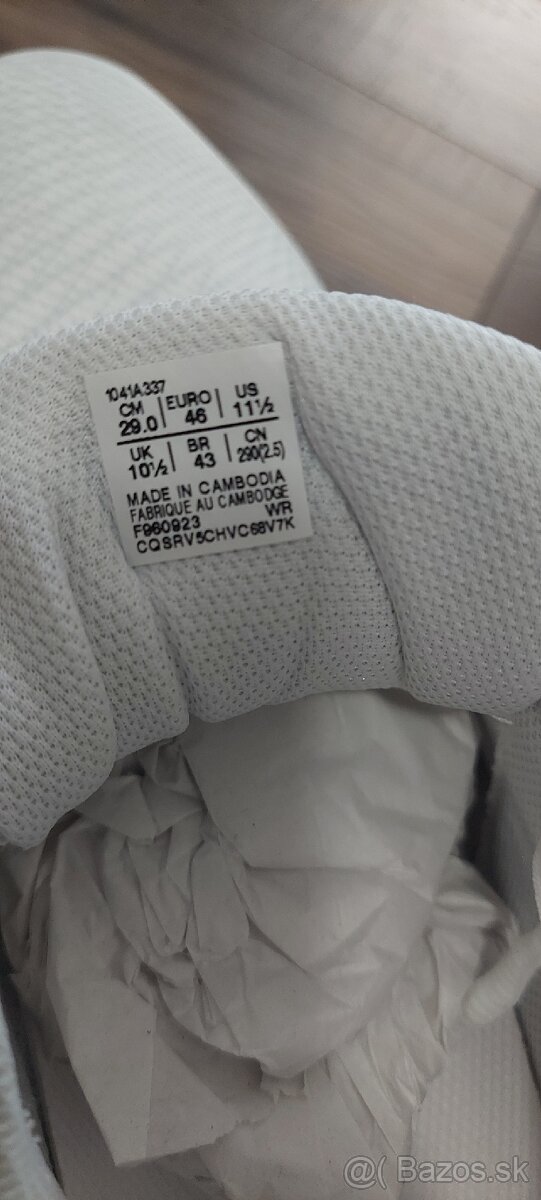 1041A337
CM | EURO | US
29.0 | 46 | 11½
UK | BR | CN
10½ | 43 | 290(2.5)
MADE IN CAMBODIA
FABRIQUE AU CAMBODGE
F960923 WR
CQSRV5CHVC68V7K
@( Bazos.sk